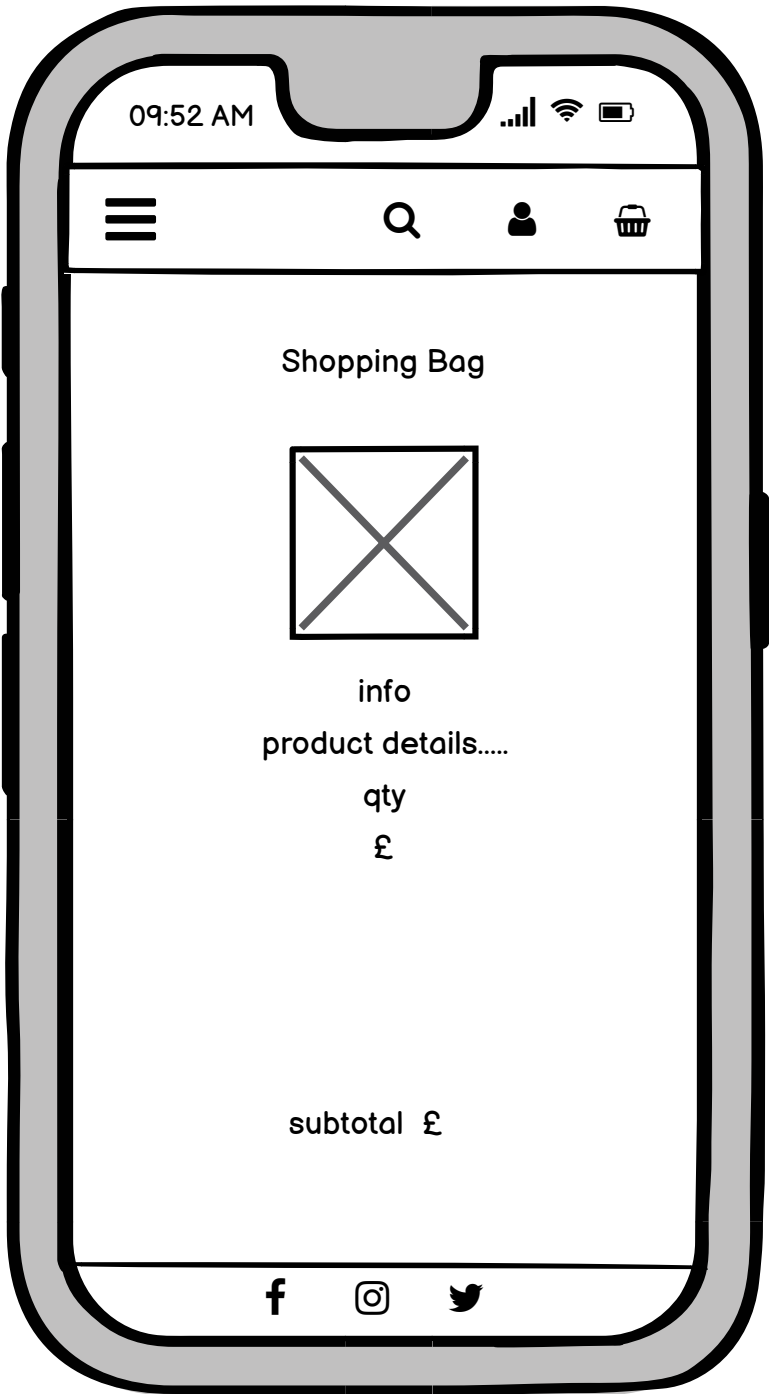 09:52 AM
Shopping Bag
info
product details.....
qty
£
subtotal £